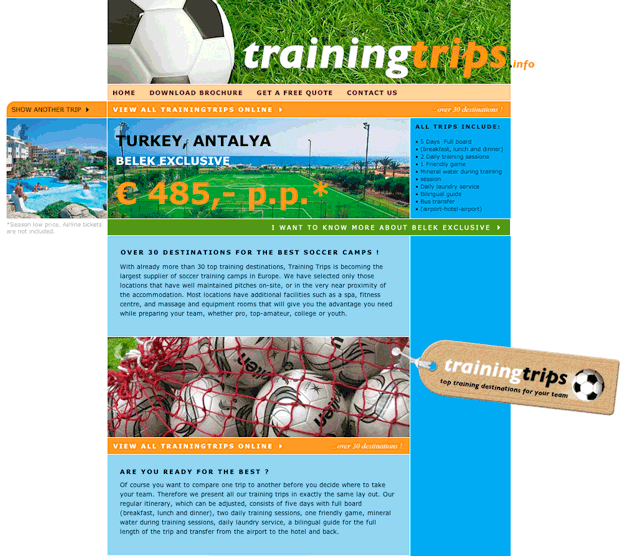 trainingtrips.info
HOME DOWNLOAD BROCHURE GET A FREE QUOTE CONTACT US
SHOW ANOTHER TRIP
VIEW ALL TRAININGTRIPS ONLINE
over 30 destinations !
TURKEY, ANTALYA
BELEK EXCLUSIVE
€ 485,- p.p.*
ALL TRIPS INCLUDE:
• 5 Days Full board
• (breakfast, lunch and dinner)
• 2 Daily training sessions
• 1 Friendly game
• Mineral water during training
• session
• Daily laundry service
• Bilingual guide
• Bus transfer
• (airport-hotel-airport)
*Season low price; Airline tickets
are not included.
I WANT TO KNOW MORE ABOUT BELEK EXCLUSIVE
OVER 30 DESTINATIONS FOR THE BEST SOCCER CAMPS !
With already more than 30 top training destinations, Training Trips is becoming the
largest supplier of soccer training camps in Europe. We have selected only those
locations that have well maintained pitches on-site, or in the very near proximity of
the accommodation. Most locations have additional facilities such as a spa, fitness
centre, and massage and equipment rooms that will give you the advantage you need
while preparing your team, whether pro, top-amateur, college or youth.
trainingtrips
top training destinations for your team
VIEW ALL TRAININGTRIPS ONLINE
over 30 destinations !
ARE YOU READY FOR THE BEST ?
Of course you want to compare one trip to another before you decide where to take
your team. Therefore we present all our training trips in exactly the same lay out. Our
regular itinerary, which can be adjusted, consists of five days with full board
(breakfast, lunch and dinner), two daily training sessions, one friendly game, mineral
water during training sessions, daily laundry service, a bilingual guide for the full
length of the trip and transfer from the airport to the hotel and back.